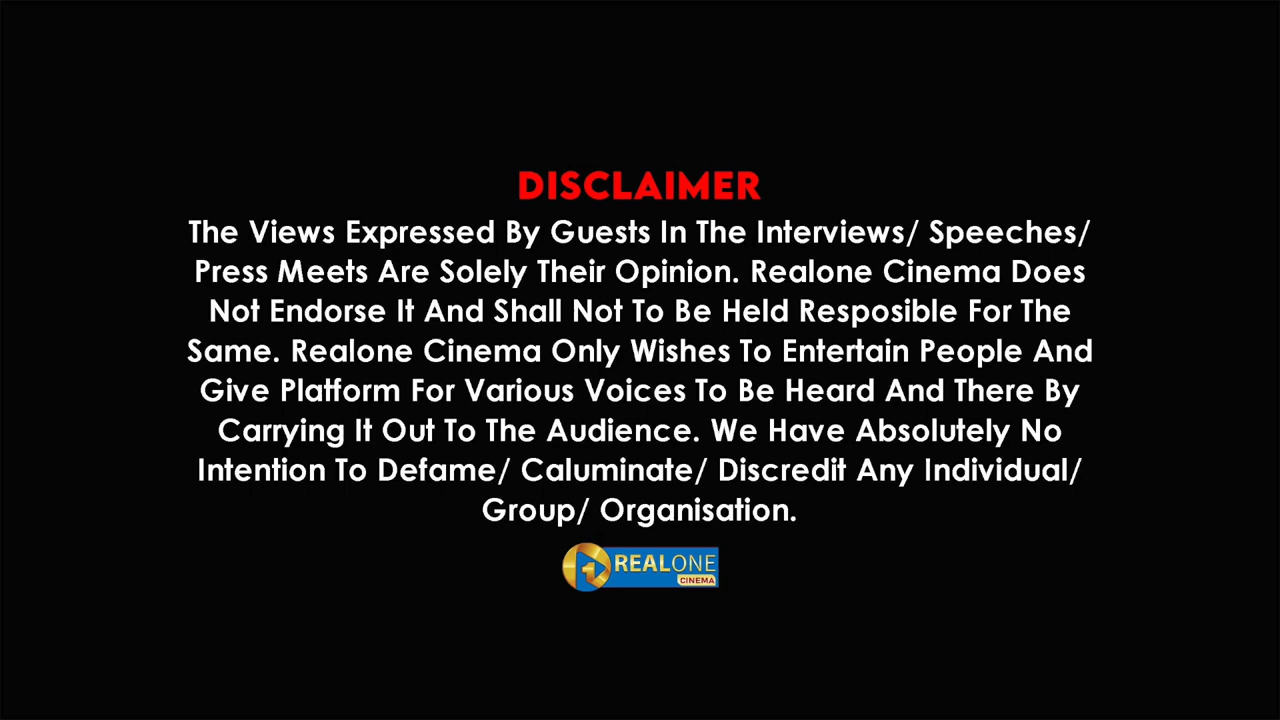 DISCLAIMER
The Views Expressed By Guests In The Interviews/ Speeches/
Press Meets Are Solely Their Opinion. Realone Cinema Does
Not Endorse It And Shall Not To Be Held Resposible For The
Same. Realone Cinema Only Wishes To Entertain People And
Give Platform For Various Voices To Be Heard And There By
Carrying It Out To The Audience. We Have Absolutely No
Intention To Defame/ Caluminate/ Discredit Any Individual/
Group/ Organisation.
REALONE
CINEMA